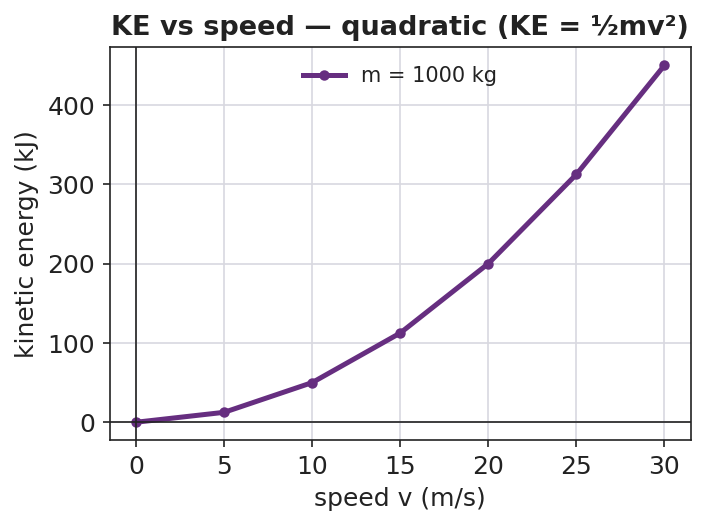 KE vs speed — quadratic (KE = ½mv²)
m = 1000 kg
kinetic energy (kJ)
400
300
200
100
0
0 5 10 15 20 25 30
speed v (m/s)